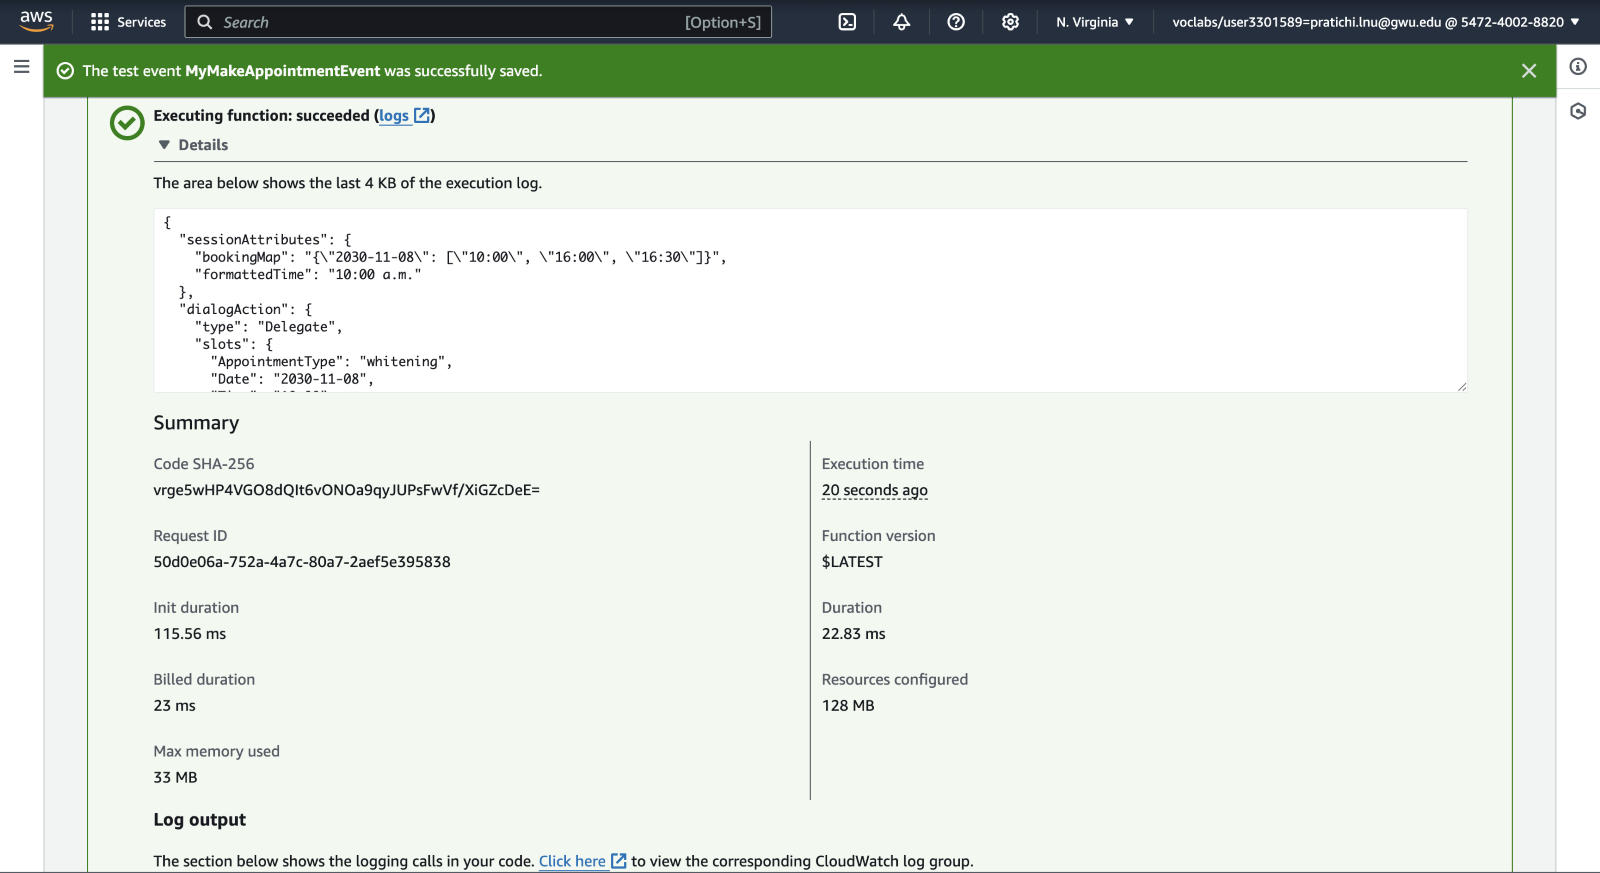 aws
Services
Search
[Option+S]
N. Virginia
voclabs/user3301589=pratichi.lnu@gwu.edu @ 5472-4002-8820
The test event MyMakeAppointmentEvent was successfully saved.
Executing function: succeeded (logs)
Details
The area below shows the last 4 KB of the execution log.
{
  "sessionAttributes": {
    "bookingMap": "{\"2030-11-08\": [\"10:00\", \"16:00\", \"16:30\"]}",
    "formattedTime": "10:00 a.m."
  },
  "dialogAction": {
    "type": "Delegate",
    "slots": {
      "AppointmentType": "whitening",
      "Date": "2030-11-08",
Summary
Code SHA-256
vrge5wHP4VGO8dQIt6vONOa9qyJUPsFwVf/XiGZcDeE=
Execution time
20 seconds ago
Request ID
50d0e06a-752a-4a7c-80a7-2aef5e395838
Function version
$LATEST
Init duration
115.56 ms
Duration
22.83 ms
Billed duration
23 ms
Resources configured
128 MB
Max memory used
33 MB
Log output
The section below shows the logging calls in your code. Click here to view the corresponding CloudWatch log group.